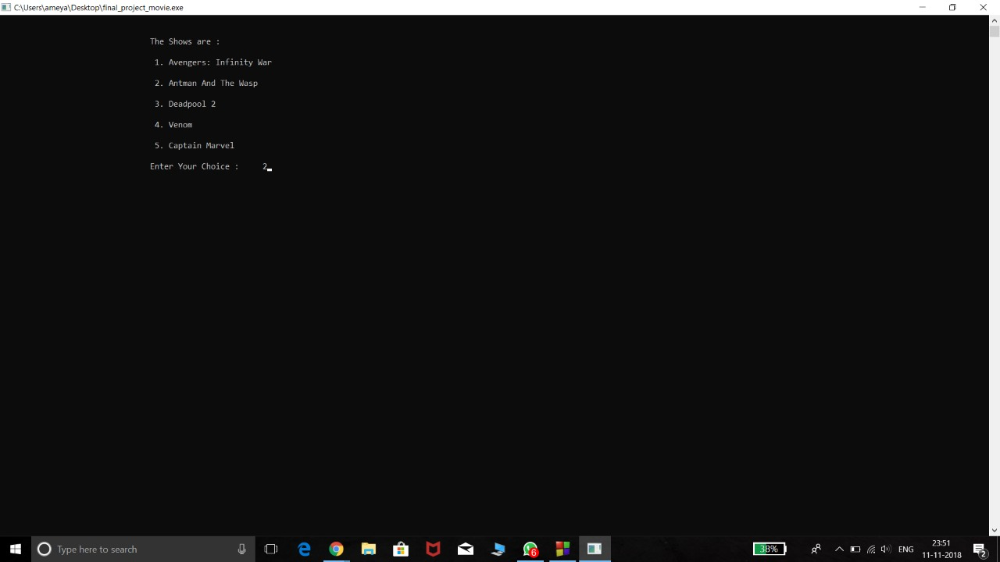 C:\Users\ameya\Desktop\final_project_movie.exe
The Shows are :
1. Avengers: Infinity War
2. Antman And The Wasp
3. Deadpool 2
4. Venom
5. Captain Marvel
Enter Your Choice : 2
Type here to search
6
38%
ENG
23:51
11-11-2018
2